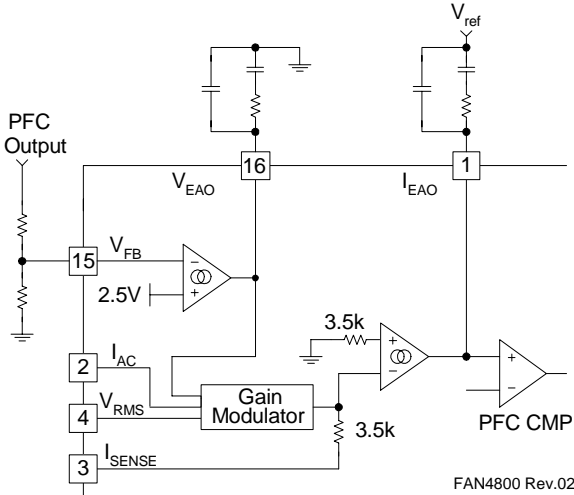 V_ref
PFC
Output
16
1
V_EAO
I_EAO
15
V_FB
2.5V
3.5k
2
I_AC
4
V_RMS
Gain
Modulator
3.5k
PFC CMP
3
I_SENSE
FAN4800 Rev.02